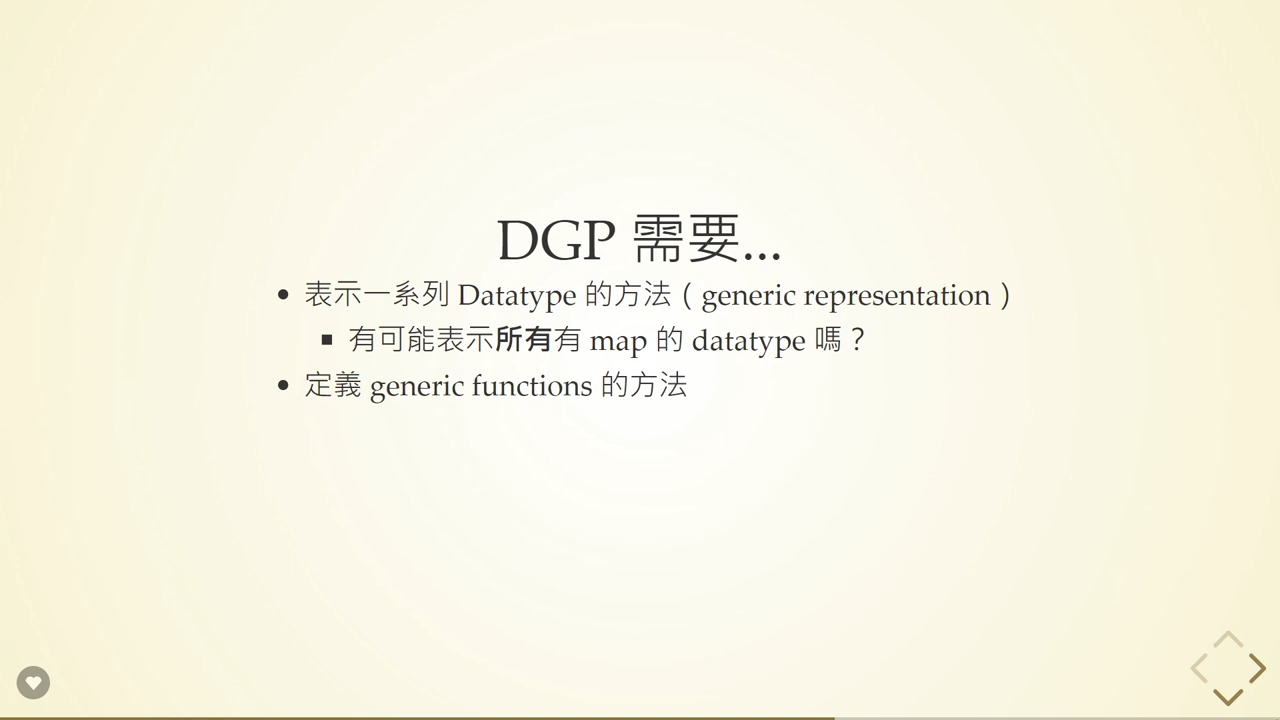 DGP 需要...
表示一系列 Datatype 的方法（generic representation）
有可能表示所有有 map 的 datatype 嗎？
定義 generic functions 的方法